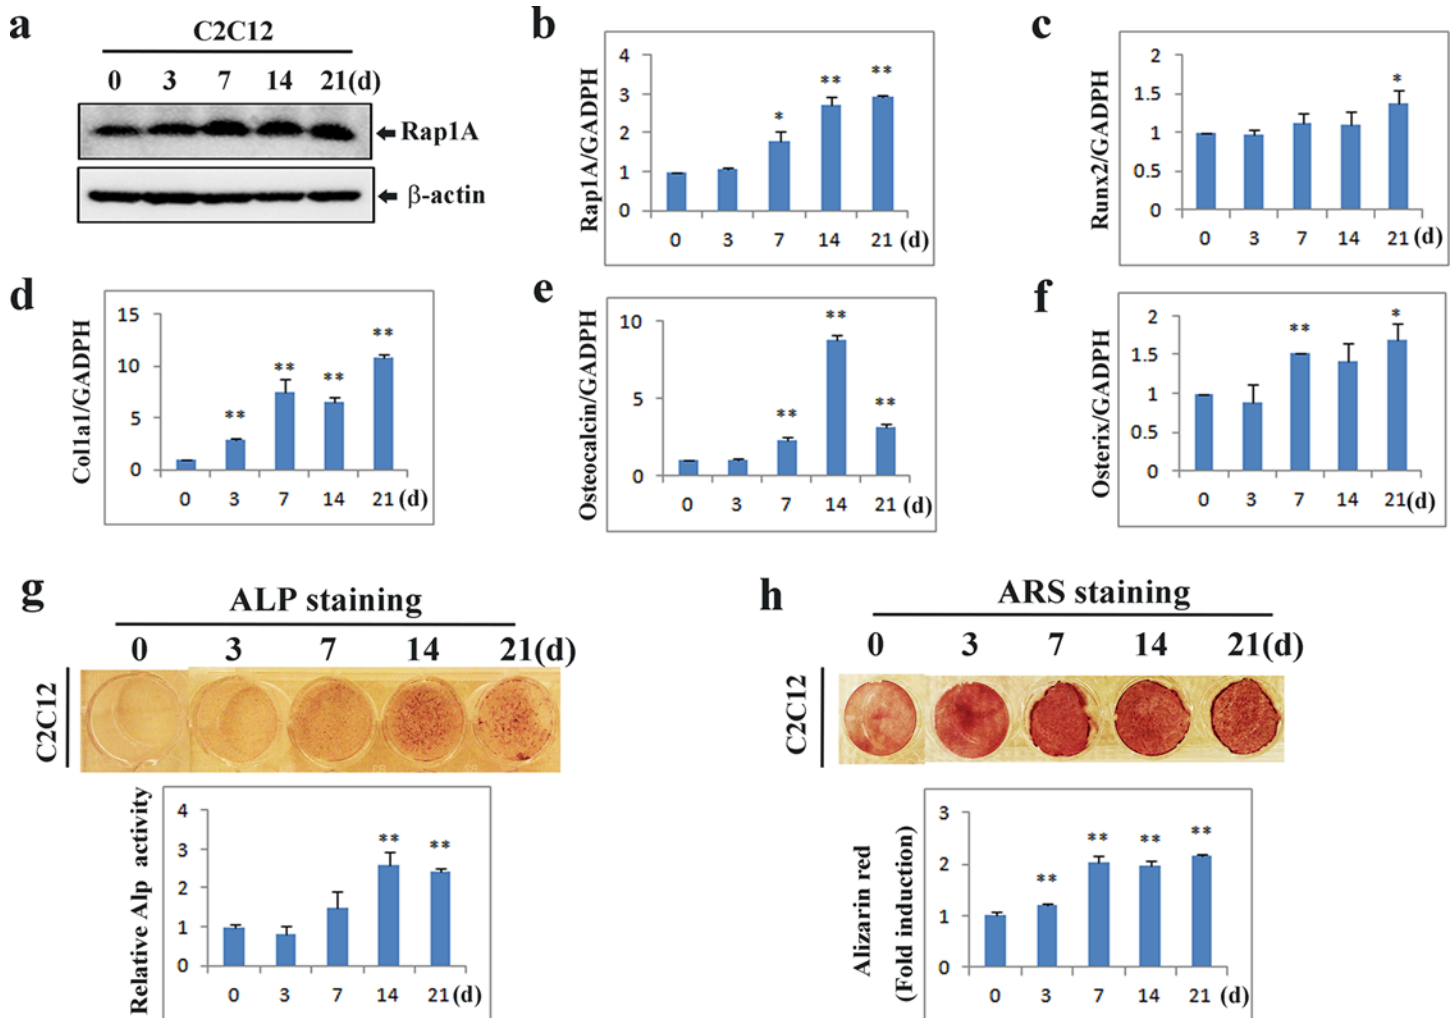 a
C2C12
0 3 7 14 21(d)
Rap1A
β-actin
b
Rap1A/GADPH
4
3
2
1
0
* ** **
0 3 7 14 21 (d)
c
Runx2/GADPH
2
1.5
1
0.5
0
*
0 3 7 14 21 (d)
d
Col1a1/GADPH
15
10
5
0
** ** ** **
0 3 7 14 21 (d)
e
Osteocalcin/GADPH
10
5
0
** ** **
0 3 7 14 21 (d)
f
Osterix/GADPH
2
1.5
1
0.5
0
** *
0 3 7 14 21 (d)
g
ALP staining
0 3 7 14 21(d)
C2C12
Relative Alp activity
4
3
2
1
0
** **
0 3 7 14 21 (d)
h
ARS staining
0 3 7 14 21(d)
C2C12
Alizarin red
(Fold induction)
3
2
1
0
** ** ** **
0 3 7 14 21 (d)